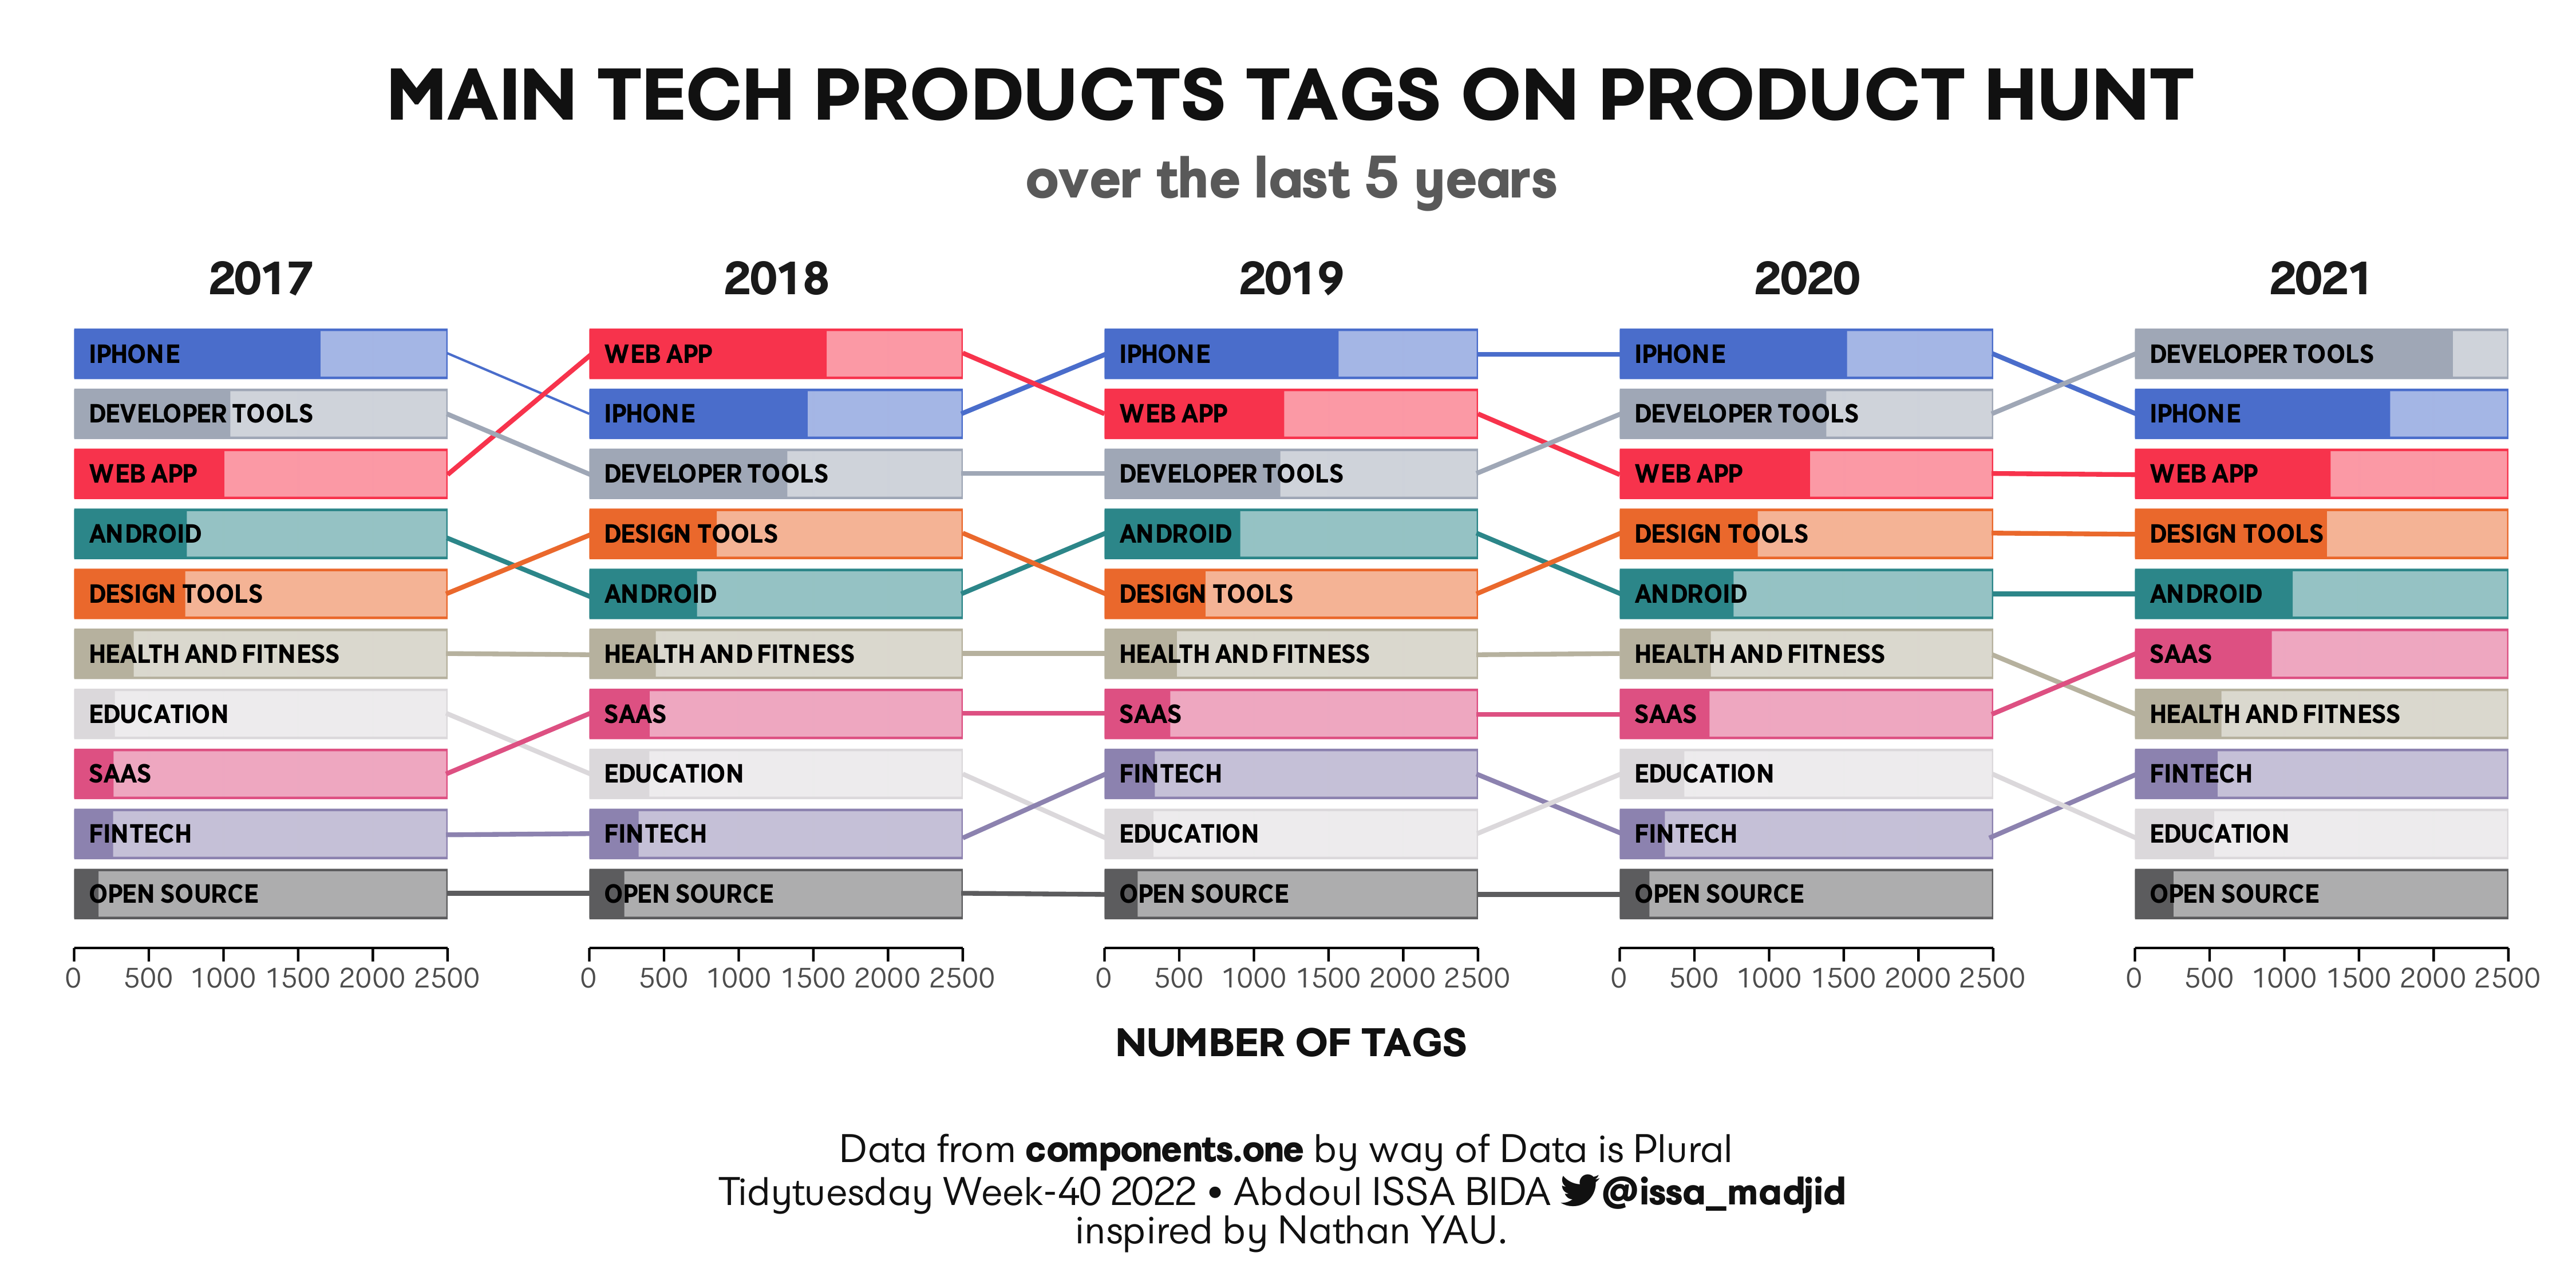 MAIN TECH PRODUCTS TAGS ON PRODUCT HUNT
over the last 5 years
2017
IPHONE
DEVELOPER TOOLS
WEB APP
ANDROID
DESIGN TOOLS
HEALTH AND FITNESS
EDUCATION
SAAS
FINTECH
OPEN SOURCE
0 500 1000 1500 2000 2500
2018
WEB APP
IPHONE
DEVELOPER TOOLS
DESIGN TOOLS
ANDROID
HEALTH AND FITNESS
SAAS
EDUCATION
FINTECH
OPEN SOURCE
0 500 1000 1500 2000 2500
2019
IPHONE
WEB APP
DEVELOPER TOOLS
ANDROID
DESIGN TOOLS
HEALTH AND FITNESS
SAAS
FINTECH
EDUCATION
OPEN SOURCE
0 500 1000 1500 2000 2500
2020
IPHONE
DEVELOPER TOOLS
WEB APP
DESIGN TOOLS
ANDROID
HEALTH AND FITNESS
SAAS
EDUCATION
FINTECH
OPEN SOURCE
0 500 1000 1500 2000 2500
2021
DEVELOPER TOOLS
IPHONE
WEB APP
DESIGN TOOLS
ANDROID
SAAS
HEALTH AND FITNESS
FINTECH
EDUCATION
OPEN SOURCE
0 500 1000 1500 2000 2500
NUMBER OF TAGS
Data from components.one by way of Data is Plural
Tidytuesday Week-40 2022 • Abdoul ISSA BIDA @issa_madjid
inspired by Nathan YAU.